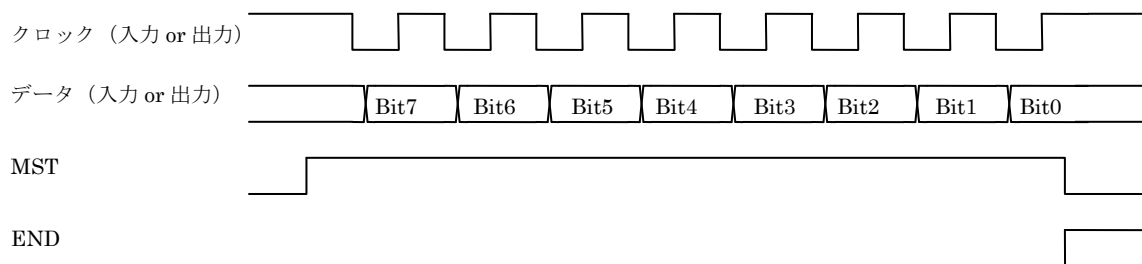 クロック（入力 or 出力）
データ（入力 or 出力）
Bit7 Bit6 Bit5 Bit4 Bit3 Bit2 Bit1 Bit0
MST
END